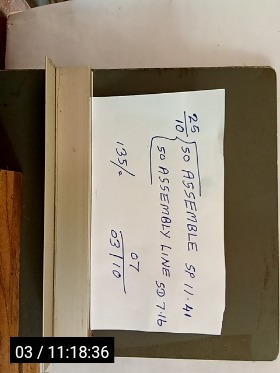 25/10 50 ASSEMBLE SP 11.41
50 ASSEMBLY LINE SD 7.16
135/.
07
03 | 10
03 / 11:18:36